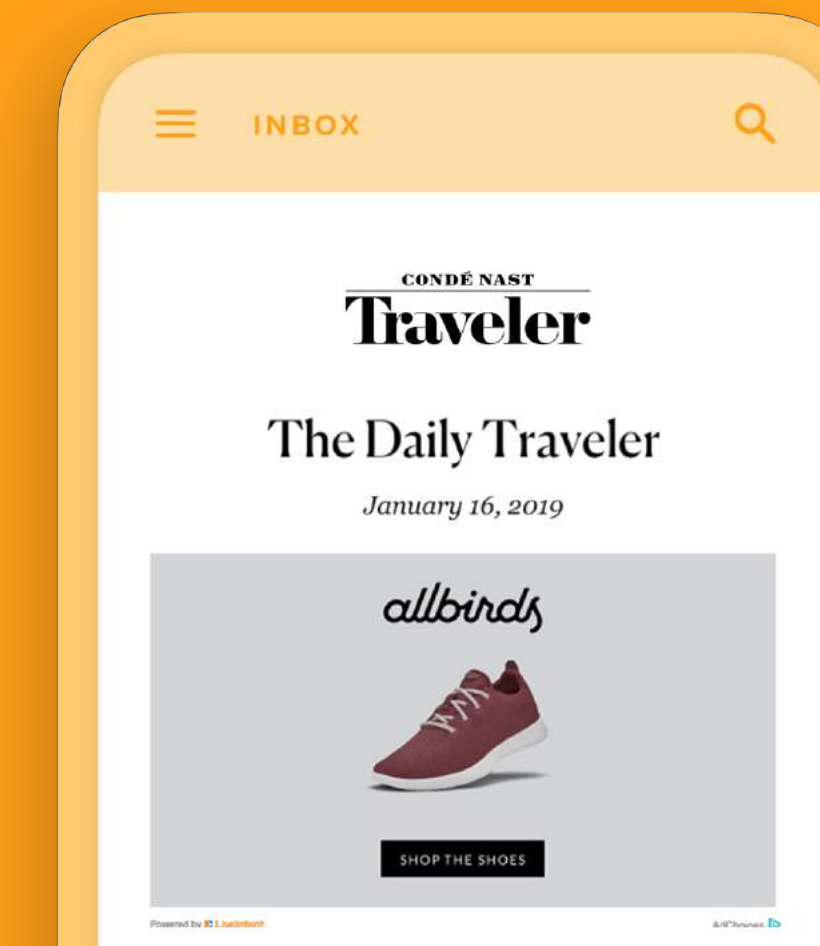 INBOX
CONDÉ NAST
Traveler
The Daily Traveler
January 16, 2019
allbirds
SHOP THE SHOES
Powered by LiveIntent
AdChoices